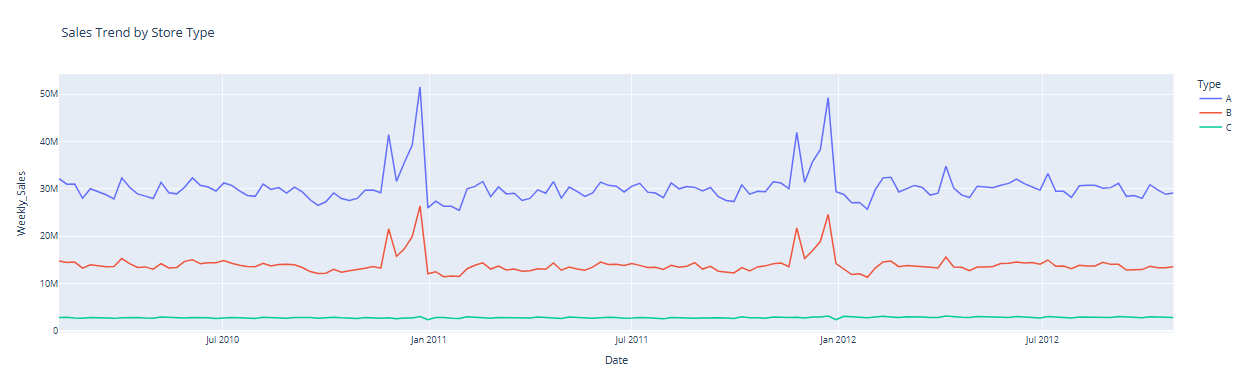 Sales Trend by Store Type
Type
A
B
C
Weekly_Sales
50M
40M
30M
20M
10M
0
Jul 2010
Jan 2011
Jul 2011
Jan 2012
Jul 2012
Date